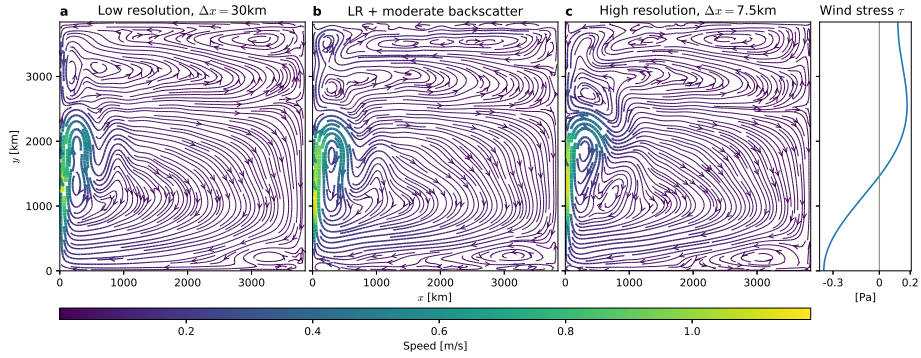 a Low resolution, Δx = 30km
b LR + moderate backscatter
c High resolution, Δx = 7.5km
Wind stress τ
y [km]
3000
2000
1000
0
0 1000 2000 3000
0 1000 2000 3000
0 1000 2000 3000
-0.3 0 0.2
x [km]
[Pa]
0.2 0.4 0.6 0.8 1.0
Speed [m/s]